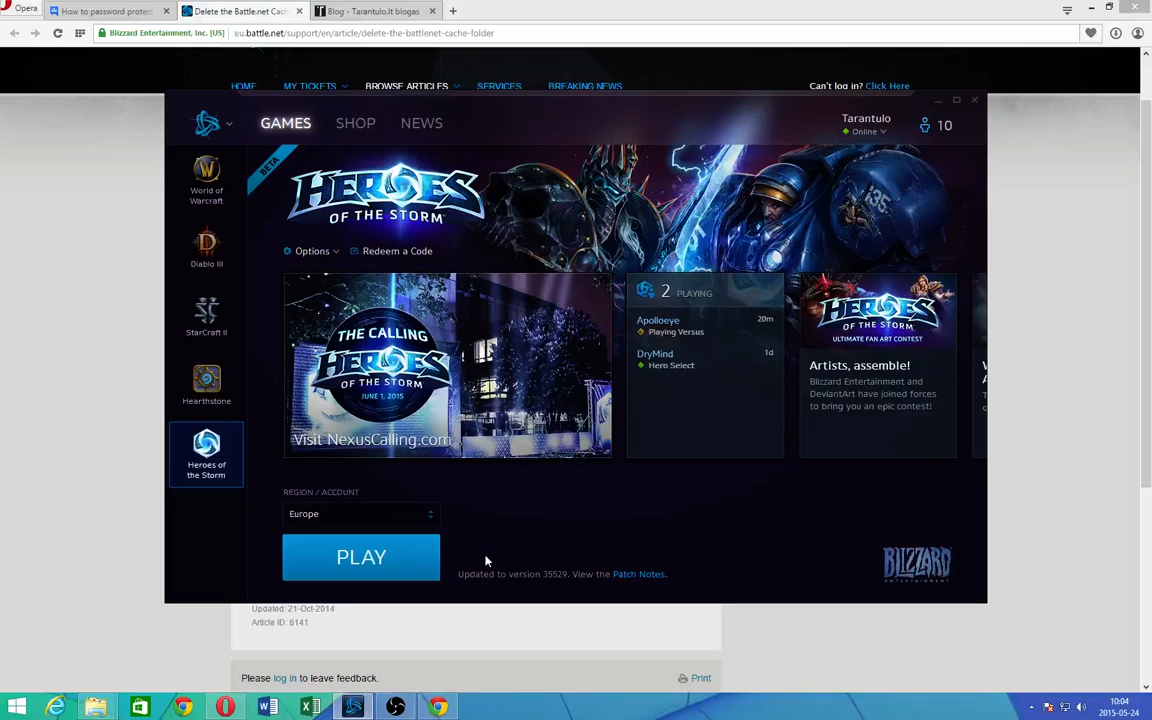 Opera
How to password protect
Delete the Battle.net Cach
Blog - Tarantulo.lt blogas
Blizzard Entertainment, Inc. [US]
eu.battle.net/support/en/article/delete-the-battlenet-cache-folder
HOME
MY TICKETS
BROWSE ARTICLES
SERVICES
BREAKING NEWS
Can't log in? Click Here
GAMES
SHOP
NEWS
Tarantulo
Online
10
World of
Warcraft
Diablo III
StarCraft II
Hearthstone
Heroes of
the Storm
BETA
HEROES
OF THE STORM
135
Options
Redeem a Code
THE CALLING
HEROES
OF THE STORM
JUNE 1, 2015
Visit NexusCalling.com
2 PLAYING
Apolloeye
20m
Playing Versus
DryMind
1d
Hero Select
HEROES
OF THE STORM
ULTIMATE FAN ART CONTEST
Artists, assemble!
Blizzard Entertainment and
DeviantArt have joined forces
to bring you an epic contest!
REGION / ACCOUNT
Europe
PLAY
Updated to version 35529. View the Patch Notes.
BLIZZARD
ENTERTAINMENT
Updated: 21-Oct-2014
Article ID: 6141
Please log in to leave feedback.
Print
10:04
2015-05-24